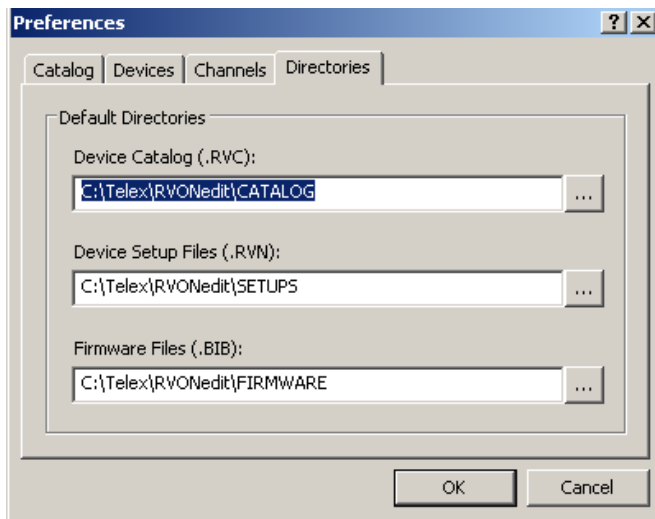 Preferences
Catalog Devices Channels Directories
Default Directories
Device Catalog (.RVC):
C:\Telex\RVONedit\CATALOG
...
Device Setup Files (.RVN):
C:\Telex\RVONedit\SETUPS
...
Firmware Files (.BIB):
C:\Telex\RVONedit\FIRMWARE
...
OK Cancel